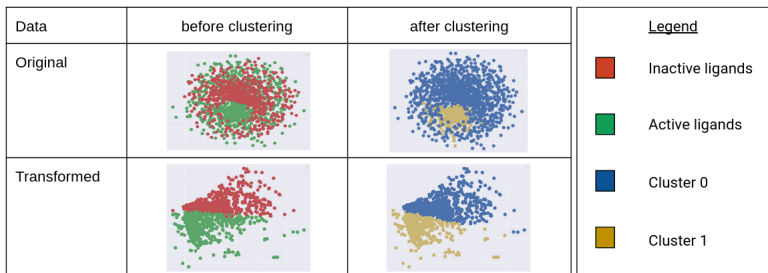 Data
before clustering
after clustering
Original
Transformed
Legend
Inactive ligands
Active ligands
Cluster 0
Cluster 1